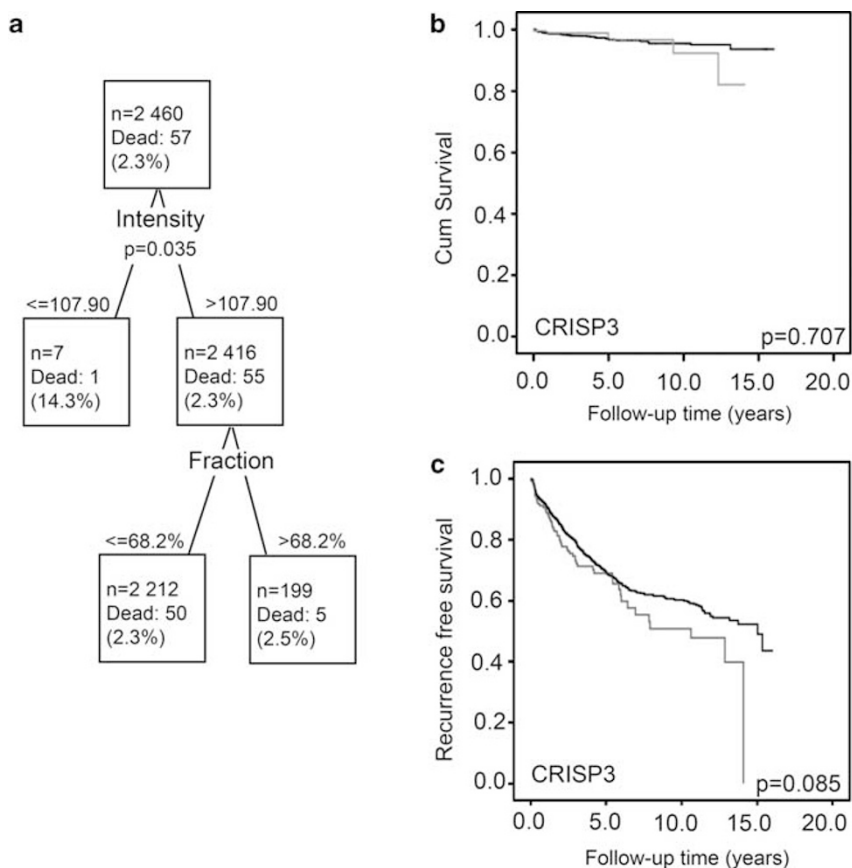 a
n=2 460
Dead: 57
(2.3%)
Intensity
p=0.035
<=107.90
>107.90
n=7
Dead: 1
(14.3%)
n=2 416
Dead: 55
(2.3%)
Fraction
<=68.2%
>68.2%
n=2 212
Dead: 50
(2.3%)
n=199
Dead: 5
(2.5%)
b
Cum Survival
1.0
0.8
0.6
0.4
0.2
0.0
CRISP3
p=0.707
0.0 5.0 10.0 15.0 20.0
Follow-up time (years)
c
Recurrence free survival
1.0
0.8
0.6
0.4
0.2
0.0
CRISP3
p=0.085
0.0 5.0 10.0 15.0 20.0
Follow-up time (years)